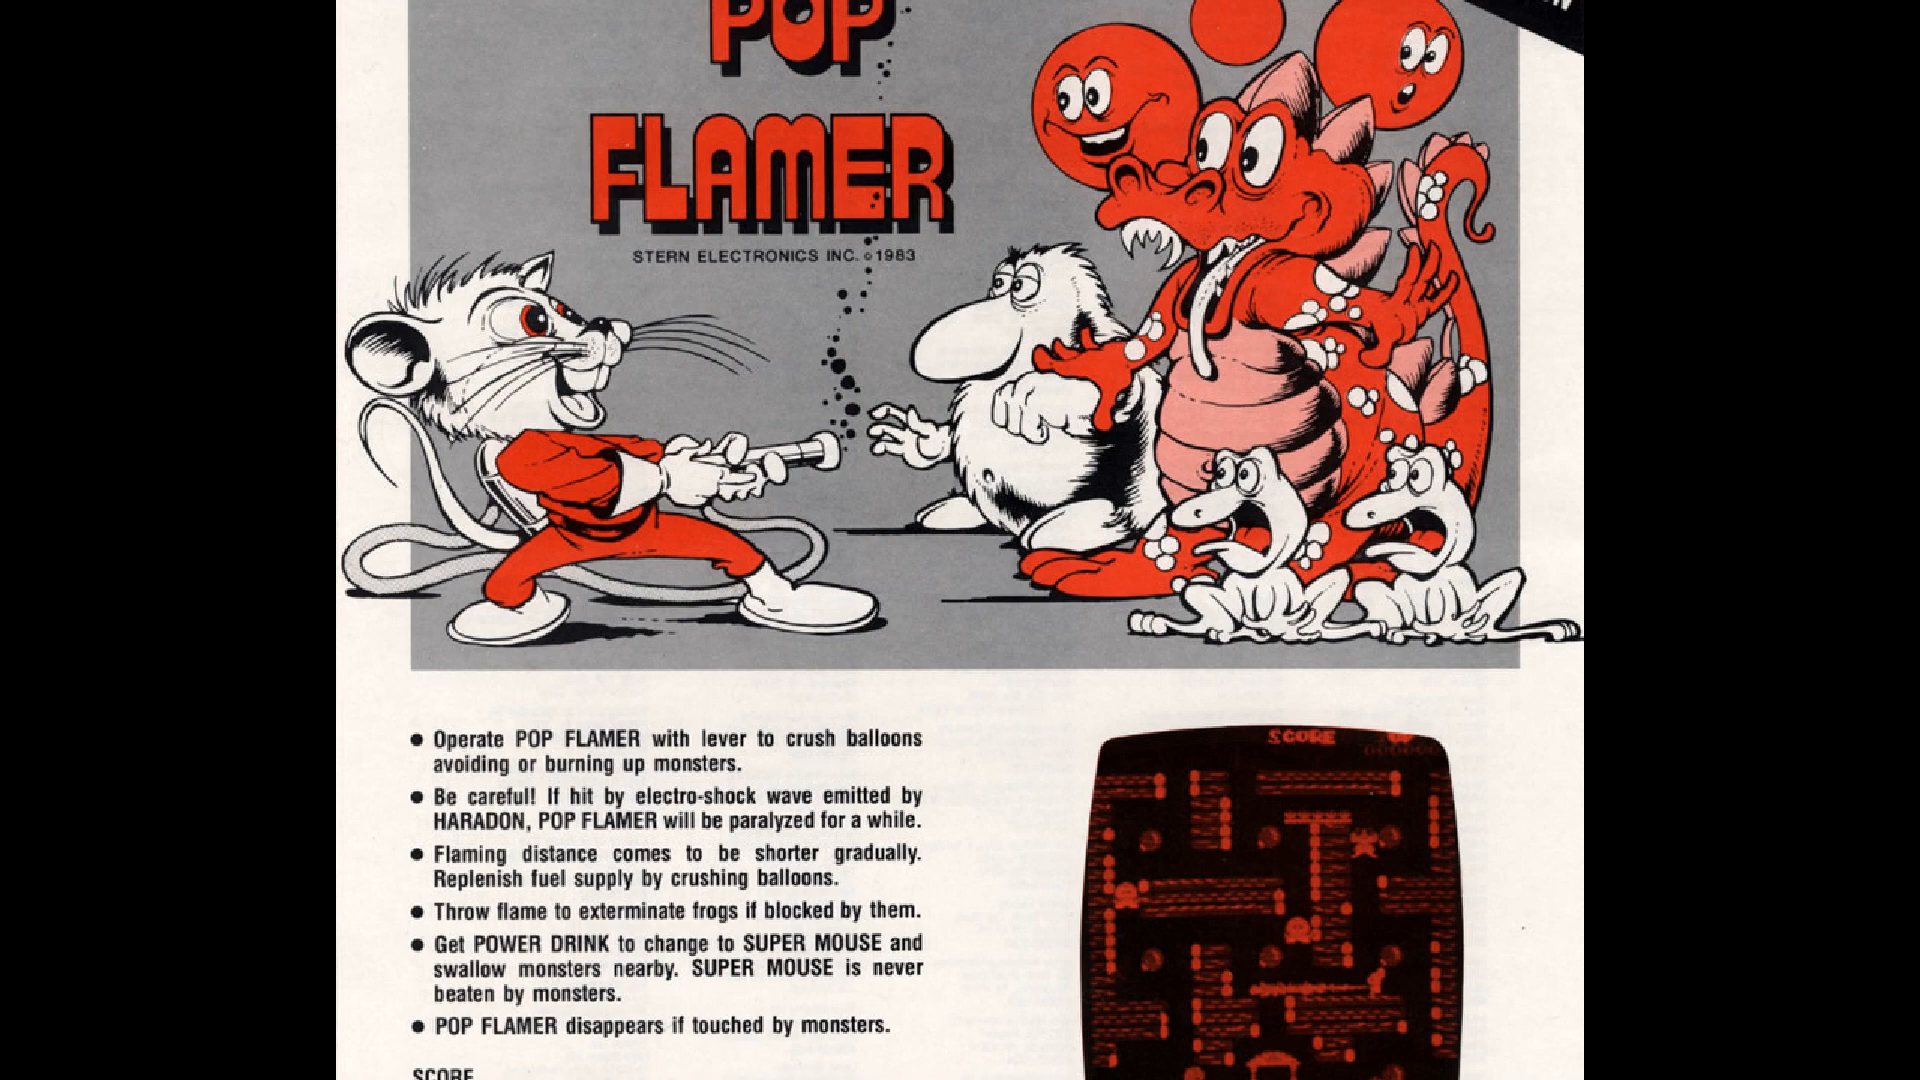 POP
FLAMER
STERN ELECTRONICS INC. © 1983
● Operate POP FLAMER with lever to crush balloons
avoiding or burning up monsters.
● Be careful! If hit by electro-shock wave emitted by
HARADON, POP FLAMER will be paralyzed for a while.
● Flaming distance comes to be shorter gradually.
Replenish fuel supply by crushing balloons.
● Throw flame to exterminate frogs if blocked by them.
● Get POWER DRINK to change to SUPER MOUSE and
swallow monsters nearby. SUPER MOUSE is never
beaten by monsters.
● POP FLAMER disappears if touched by monsters.
SCORE
SCORE